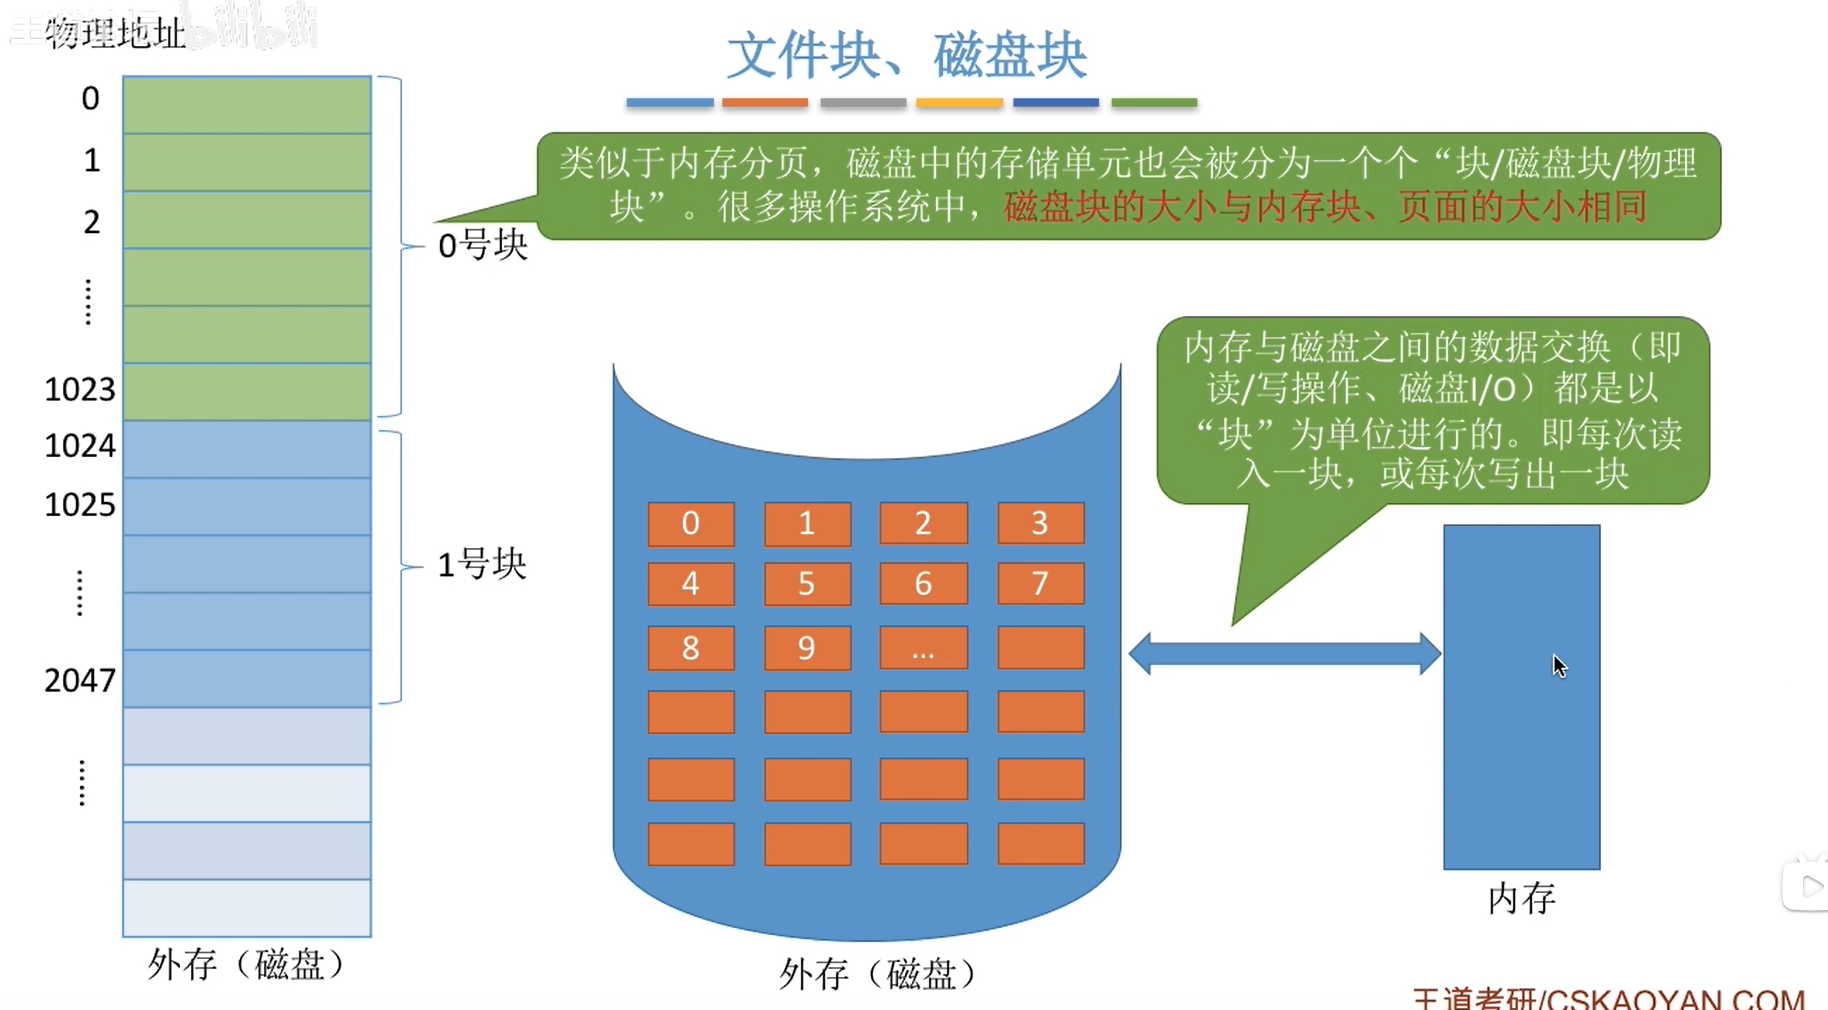 物理地址
bilibili
文件块、磁盘块
0
1
2
……
1023
1024
1025
……
2047
……
外存（磁盘）
0号块
1号块
类似于内存分页，磁盘中的存储单元也会被分为一个个“块/磁盘块/物理
块”。很多操作系统中，磁盘块的大小与内存块、页面的大小相同
内存与磁盘之间的数据交换（即
读/写操作、磁盘I/O）都是以
“块”为单位进行的。即每次读
入一块，或每次写出一块
0 1 2 3
4 5 6 7
8 9 ...
外存（磁盘）
内存
王道考研/CSKAOYAN.COM